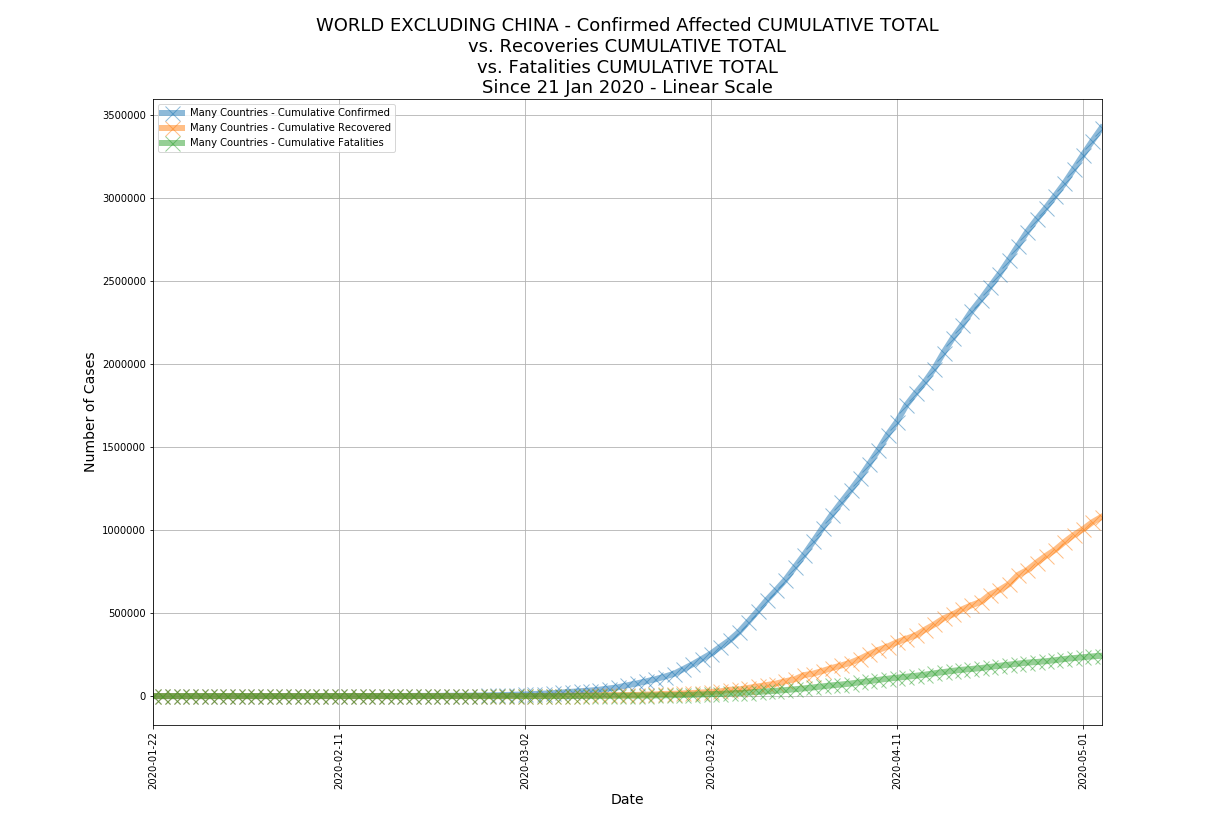 WORLD EXCLUDING CHINA - Confirmed Affected CUMULATIVE TOTAL
vs. Recoveries CUMULATIVE TOTAL
vs. Fatalities CUMULATIVE TOTAL
Since 21 Jan 2020 - Linear Scale
Many Countries - Cumulative Confirmed
Many Countries - Cumulative Recovered
Many Countries - Cumulative Fatalities
3500000
3000000
2500000
2000000
1500000
1000000
500000
0
Number of Cases
2020-01-22
2020-02-11
2020-03-02
2020-03-22
2020-04-11
2020-05-01
Date